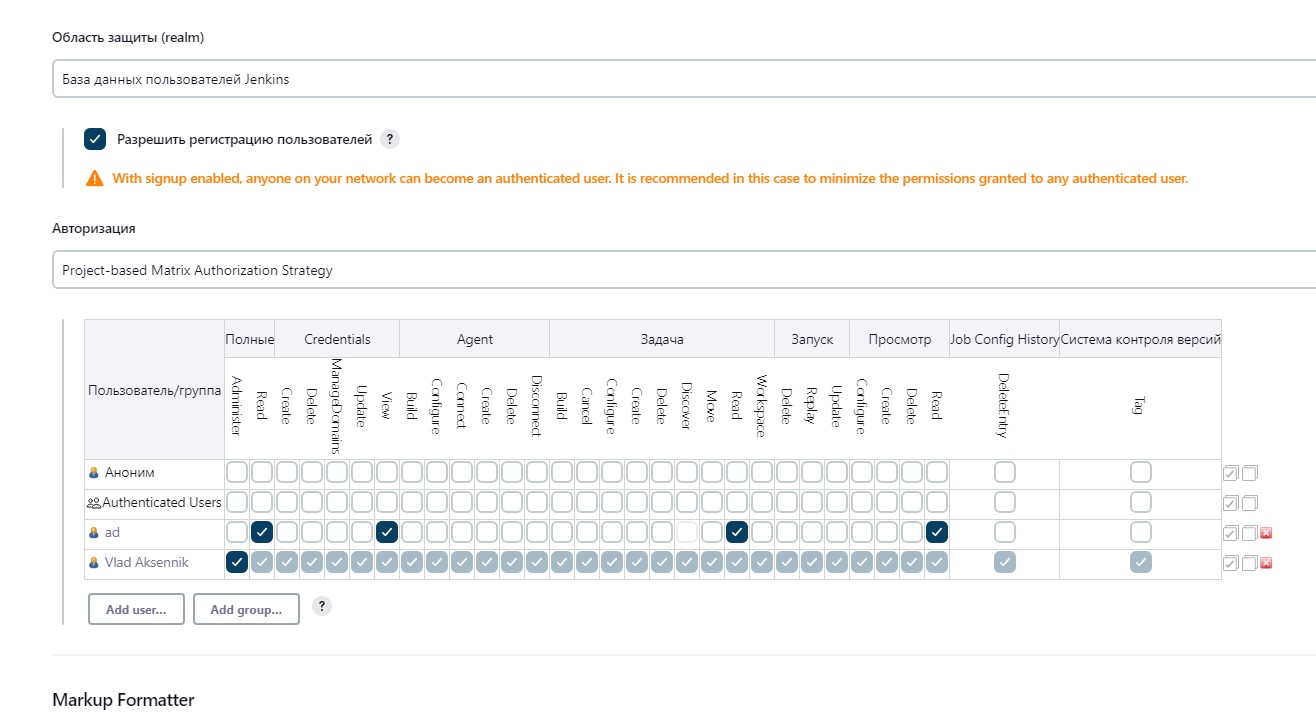 Область защиты (realm)
База данных пользователей Jenkins
Разрешить регистрацию пользователей ?
With signup enabled, anyone on your network can become an authenticated user. It is recommended in this case to minimize the permissions granted to any authenticated user.
Авторизация
Project-based Matrix Authorization Strategy
Пользователь/группа Полные Credentials Agent Задача Запуск Просмотр Job Config History Система контроля версий
Administer Read Create Delete ManageDomains Update View Build Configure Connect Create Delete Disconnect Build Cancel Configure Create Delete Discover Move Read Workspace Delete Replay Update Configure Create Delete Read DeleteEntry Tag
Аноним
Authenticated Users
ad
Vlad Aksennik
Add user... Add group... ?
Markup Formatter